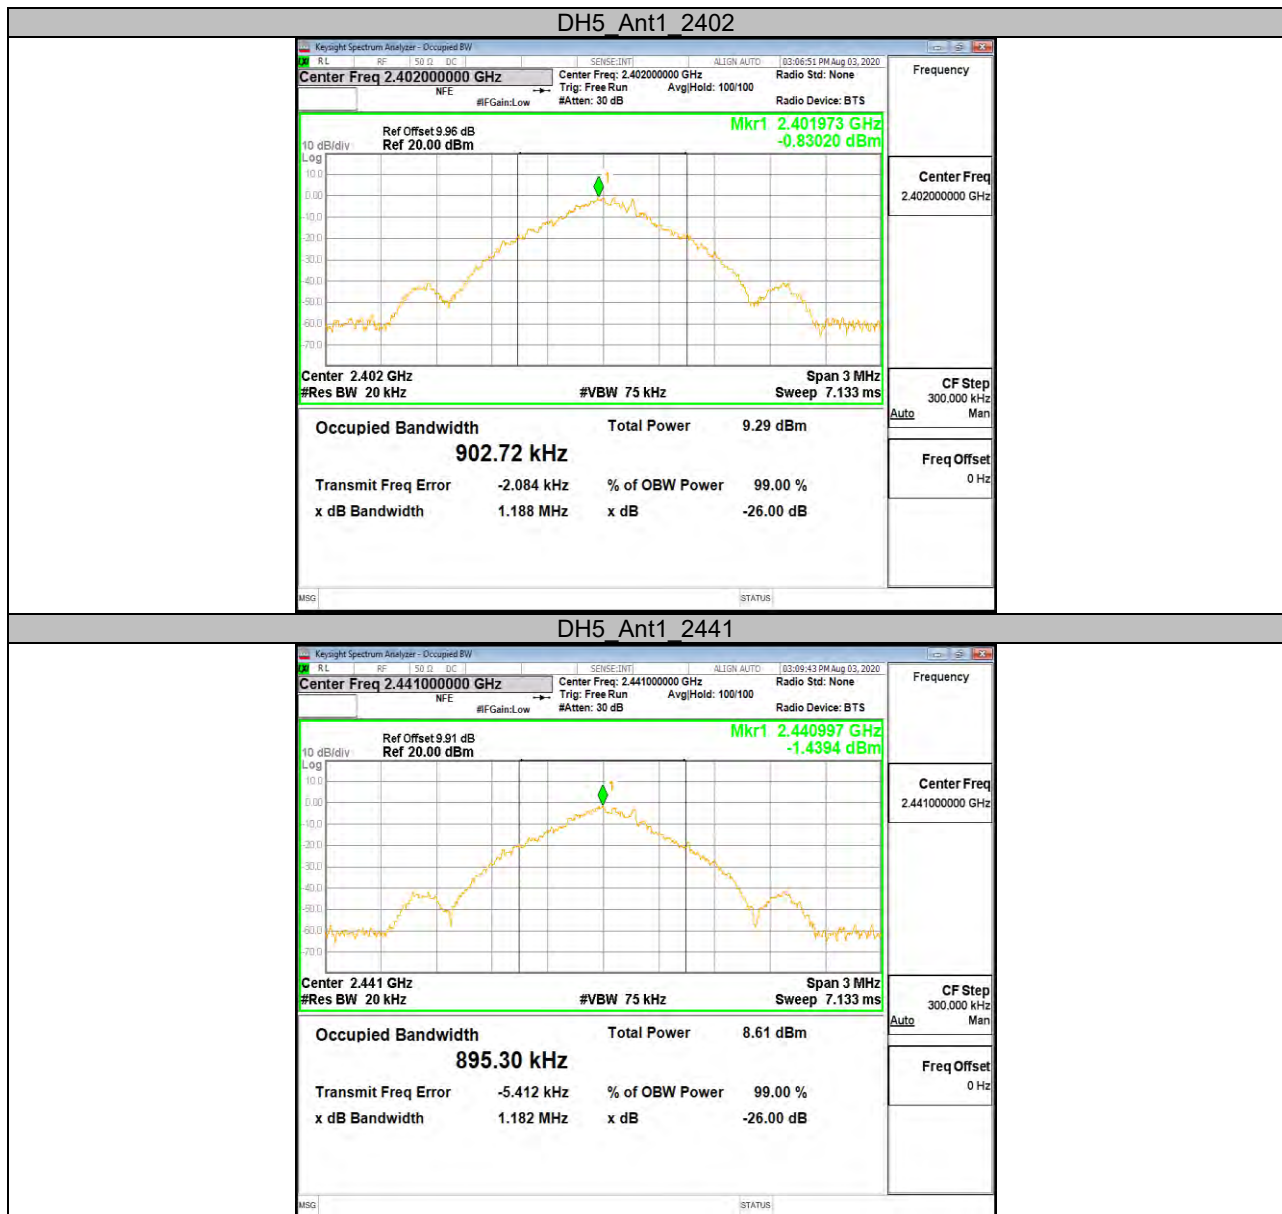 DH5_Ant1_2402
Keysight Spectrum Analyzer - Occupied BW
RL RF 50 Ω DC SENSE:INT ALIGN AUTO 03:06:51 PM Aug 03, 2020
Center Freq 2.402000000 GHz Center Freq: 2.402000000 GHz Radio Std: None Frequency
NFE Trig: Free Run Avg|Hold: 100/100
#IFGain:Low #Atten: 30 dB Radio Device: BTS
Mkr1 2.401973 GHz
Ref Offset 9.96 dB -0.83020 dBm
10 dB/div Ref 20.00 dBm
Log
10.0
0.00
-10.0
-20.0
-30.0
-40.0
-50.0
-60.0
-70.0
1
Center Freq
2.402000000 GHz
Center 2.402 GHz Span 3 MHz
#Res BW 20 kHz #VBW 75 kHz Sweep 7.133 ms
CF Step
300.000 kHz
Auto Man
Occupied Bandwidth Total Power 9.29 dBm
902.72 kHz
Freq Offset
0 Hz
Transmit Freq Error -2.084 kHz % of OBW Power 99.00 %
x dB Bandwidth 1.188 MHz x dB -26.00 dB
MSG STATUS
DH5_Ant1_2441
Keysight Spectrum Analyzer - Occupied BW
RL RF 50 Ω DC SENSE:INT ALIGN AUTO 03:09:43 PM Aug 03, 2020
Center Freq 2.441000000 GHz Center Freq: 2.441000000 GHz Radio Std: None Frequency
NFE Trig: Free Run Avg|Hold: 100/100
#IFGain:Low #Atten: 30 dB Radio Device: BTS
Mkr1 2.440997 GHz
Ref Offset 9.91 dB -1.4394 dBm
10 dB/div Ref 20.00 dBm
Log
10.0
0.00
-10.0
-20.0
-30.0
-40.0
-50.0
-60.0
-70.0
1
Center Freq
2.441000000 GHz
Center 2.441 GHz Span 3 MHz
#Res BW 20 kHz #VBW 75 kHz Sweep 7.133 ms
CF Step
300.000 kHz
Auto Man
Occupied Bandwidth Total Power 8.61 dBm
895.30 kHz
Freq Offset
0 Hz
Transmit Freq Error -5.412 kHz % of OBW Power 99.00 %
x dB Bandwidth 1.182 MHz x dB -26.00 dB
MSG STATUS